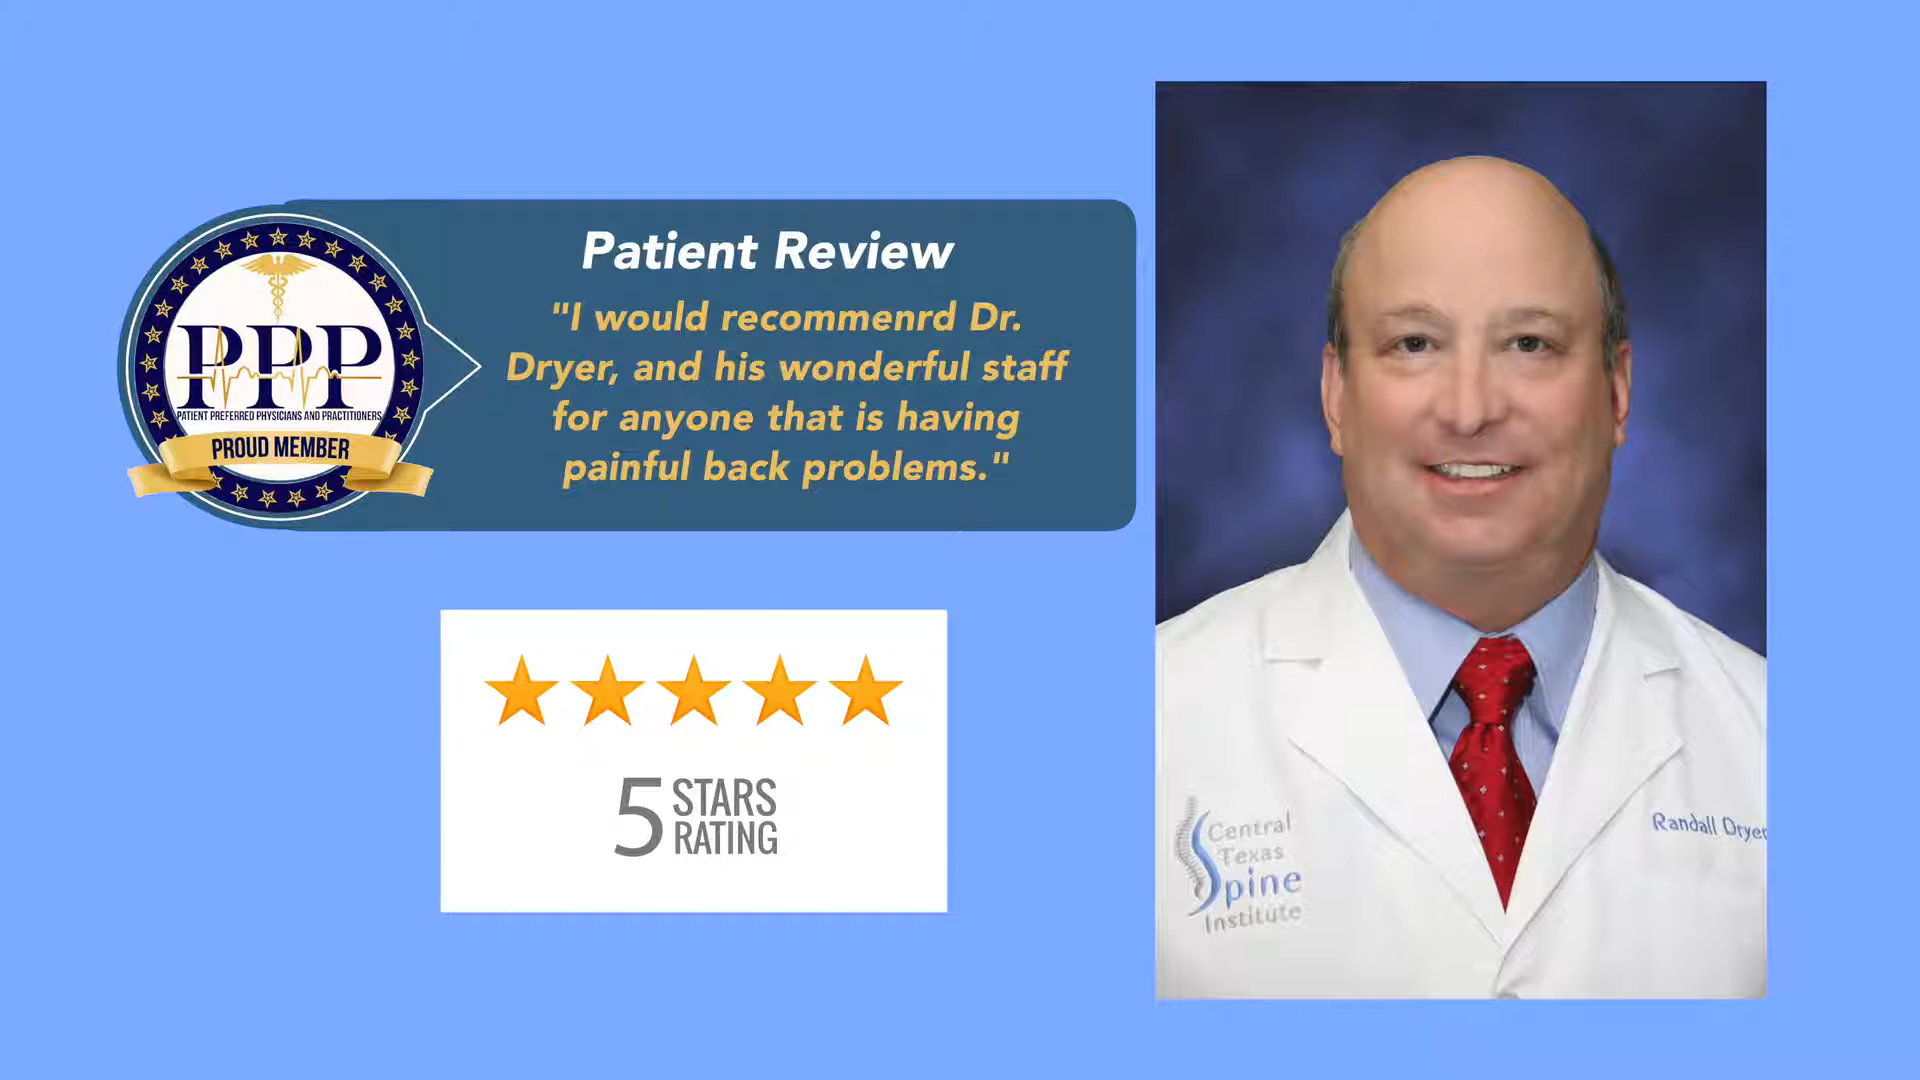 Patient Review
"I would recommenrd Dr.
Dryer, and his wonderful staff
for anyone that is having
painful back problems."
PPP
PATIENT PREFERRED PHYSICIANS AND PRACTITIONERS
PROUD MEMBER
5 STARS
RATING
Central
Texas
Spine
Institute
Randall Dryer